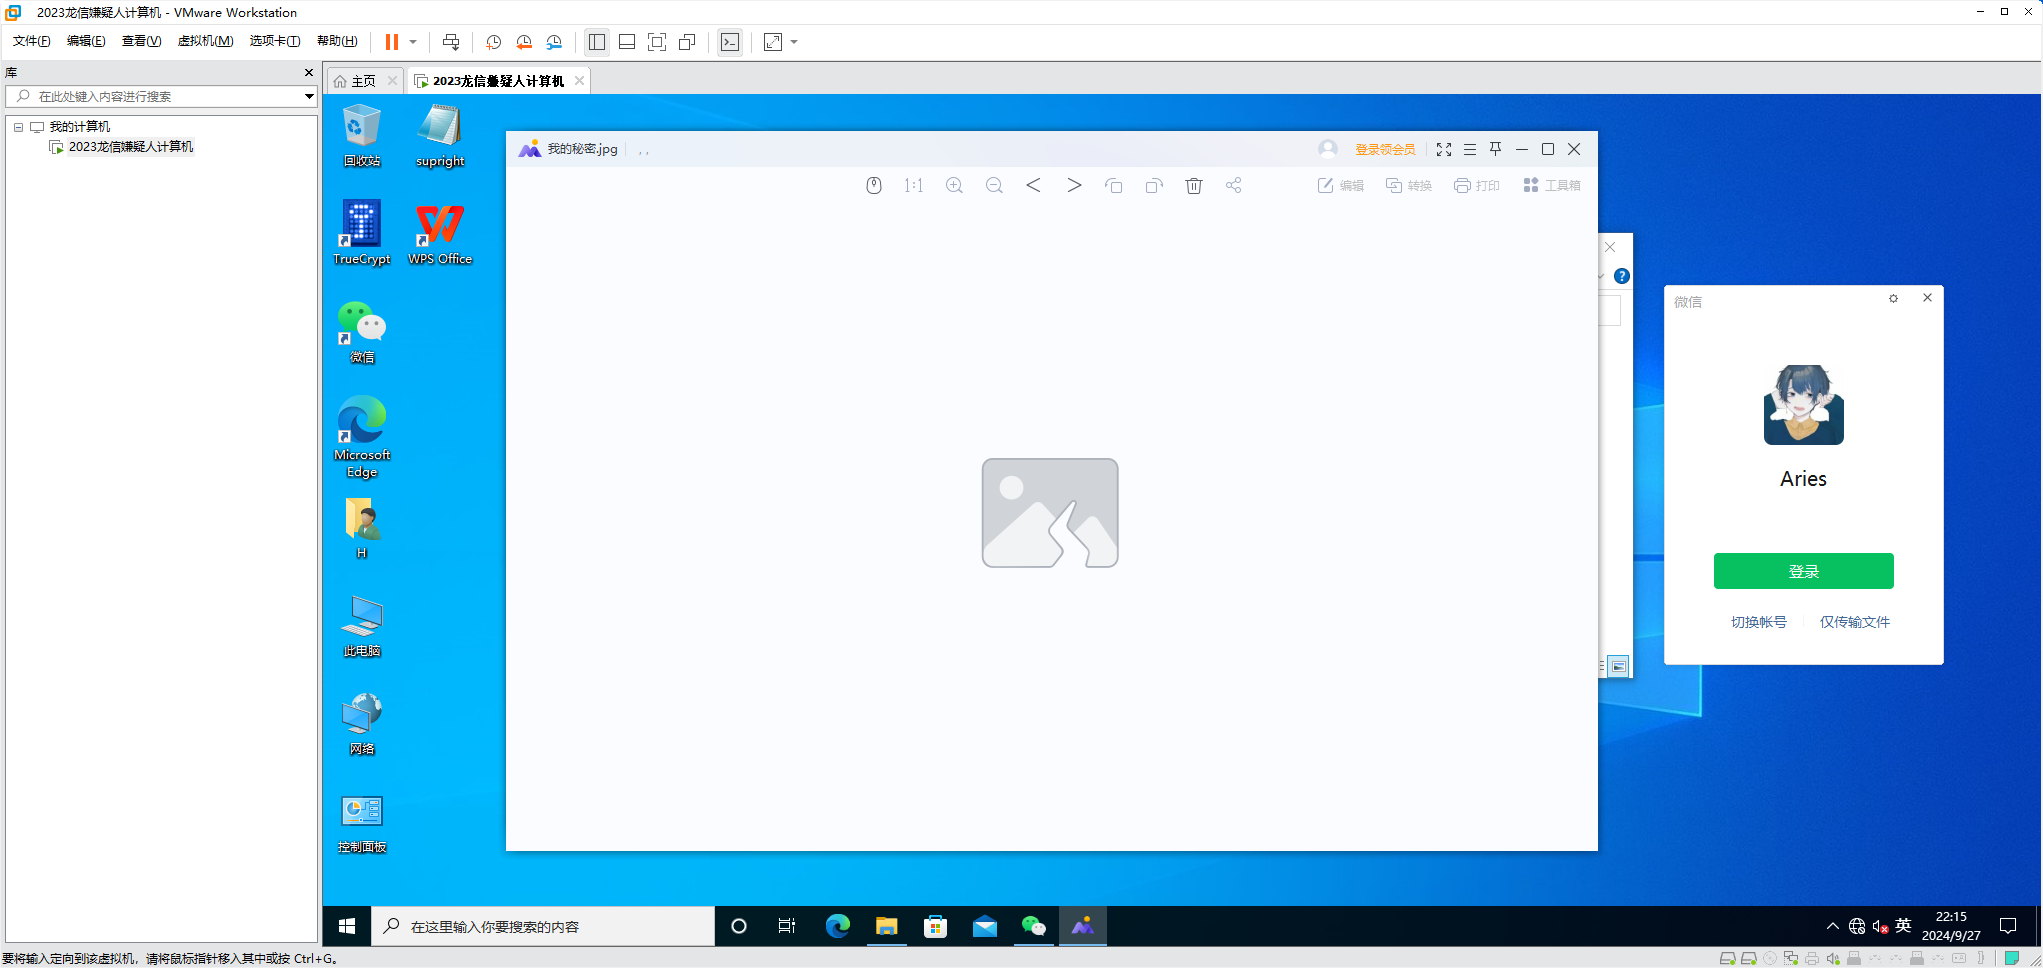 2023龙信嫌疑人计算机 - VMware Workstation
文件(F) 编辑(E) 查看(V) 虚拟机(M) 选项卡(T) 帮助(H)
库
在此处键入内容进行搜索
我的计算机
2023龙信嫌疑人计算机
主页
2023龙信嫌疑人计算机
回收站
supright
TrueCrypt
WPS Office
微信
Microsoft
Edge
H
此电脑
网络
控制面板
我的秘密.jpg , ,
登录领会员
1:1
编辑 转换 打印 工具箱
微信
Aries
登录
切换帐号 仅传输文件
在这里输入你要搜索的内容
英
22:15
2024/9/27
要将输入定向到该虚拟机，请将鼠标指针移入其中或按 Ctrl+G。